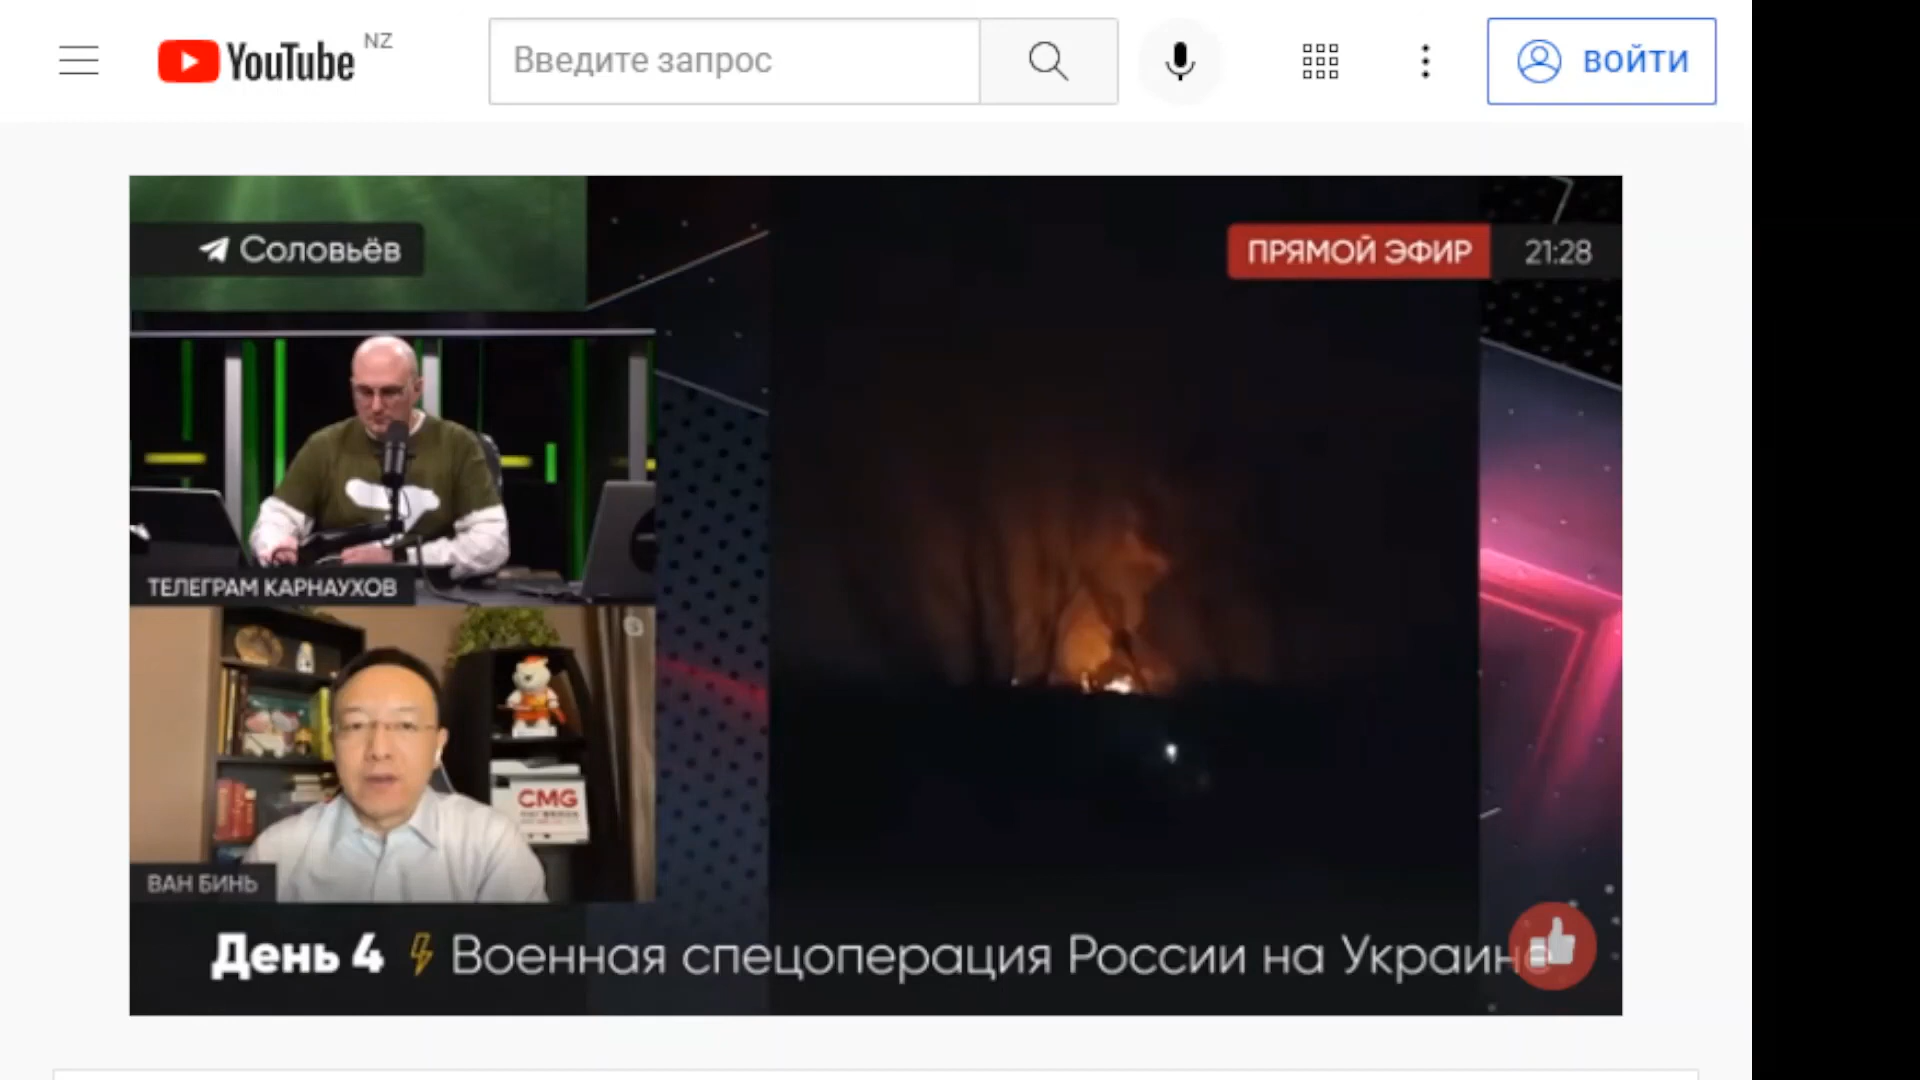 YouTube NZ
Введите запрос
ВОЙТИ
Соловьёв
ПРЯМОЙ ЭФИР 21:28
ТЕЛЕГРАМ КАРНАУХОВ
CMG
ВАН БИНЬ
День 4 Военная спецоперация России на Украине